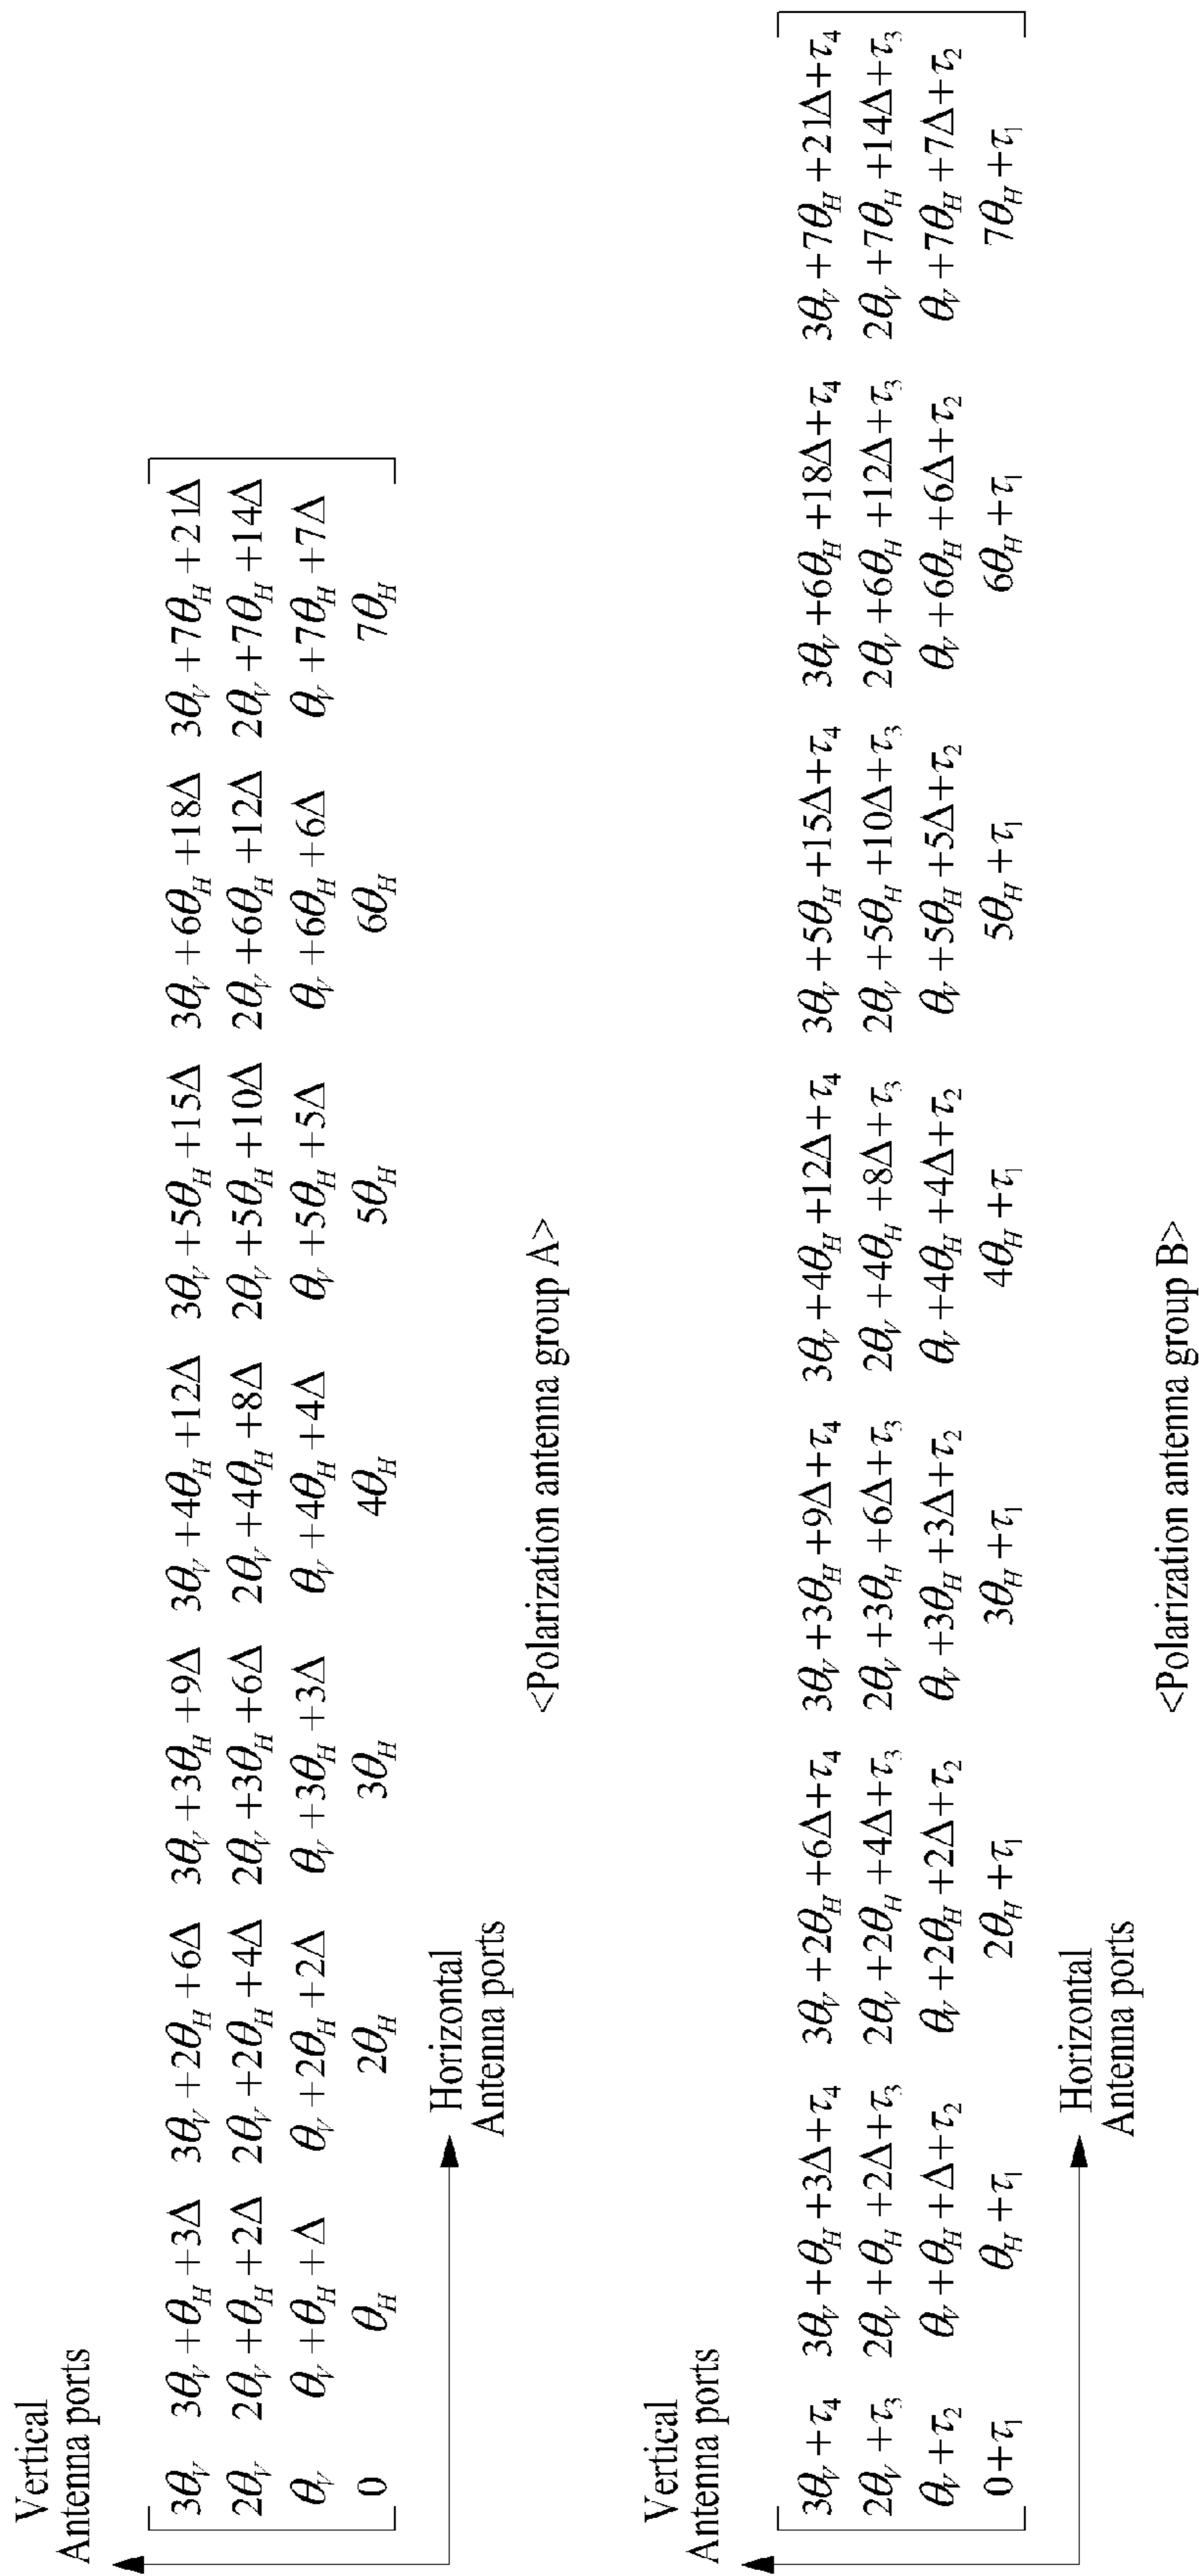 Vertical
Antenna ports
3θ_V 3θ_V+θ_H+3Δ 3θ_V+2θ_H+6Δ 3θ_V+3θ_H+9Δ 3θ_V+4θ_H+12Δ 3θ_V+5θ_H+15Δ 3θ_V+6θ_H+18Δ 3θ_V+7θ_H+21Δ
2θ_V 2θ_V+θ_H+2Δ 2θ_V+2θ_H+4Δ 2θ_V+3θ_H+6Δ 2θ_V+4θ_H+8Δ 2θ_V+5θ_H+10Δ 2θ_V+6θ_H+12Δ 2θ_V+7θ_H+14Δ
θ_V θ_V+θ_H+Δ θ_V+2θ_H+2Δ θ_V+3θ_H+3Δ θ_V+4θ_H+4Δ θ_V+5θ_H+5Δ θ_V+6θ_H+6Δ θ_V+7θ_H+7Δ
0 θ_H 2θ_H 3θ_H 4θ_H 5θ_H 6θ_H 7θ_H
Horizontal
Antenna ports
<Polarization antenna group A>
Vertical
Antenna ports
3θ_V+τ_4 3θ_V+θ_H+3Δ+τ_4 3θ_V+2θ_H+6Δ+τ_4 3θ_V+3θ_H+9Δ+τ_4 3θ_V+4θ_H+12Δ+τ_4 3θ_V+5θ_H+15Δ+τ_4 3θ_V+6θ_H+18Δ+τ_4 3θ_V+7θ_H+21Δ+τ_4
2θ_V+τ_3 2θ_V+θ_H+2Δ+τ_3 2θ_V+2θ_H+4Δ+τ_3 2θ_V+3θ_H+6Δ+τ_3 2θ_V+4θ_H+8Δ+τ_3 2θ_V+5θ_H+10Δ+τ_3 2θ_V+6θ_H+12Δ+τ_3 2θ_V+7θ_H+14Δ+τ_3
θ_V+τ_2 θ_V+θ_H+Δ+τ_2 θ_V+2θ_H+2Δ+τ_2 θ_V+3θ_H+3Δ+τ_2 θ_V+4θ_H+4Δ+τ_2 θ_V+5θ_H+5Δ+τ_2 θ_V+6θ_H+6Δ+τ_2 θ_V+7θ_H+7Δ+τ_2
0+τ_1 θ_H+τ_1 2θ_H+τ_1 3θ_H+τ_1 4θ_H+τ_1 5θ_H+τ_1 6θ_H+τ_1 7θ_H+τ_1
Horizontal
Antenna ports
<Polarization antenna group B>